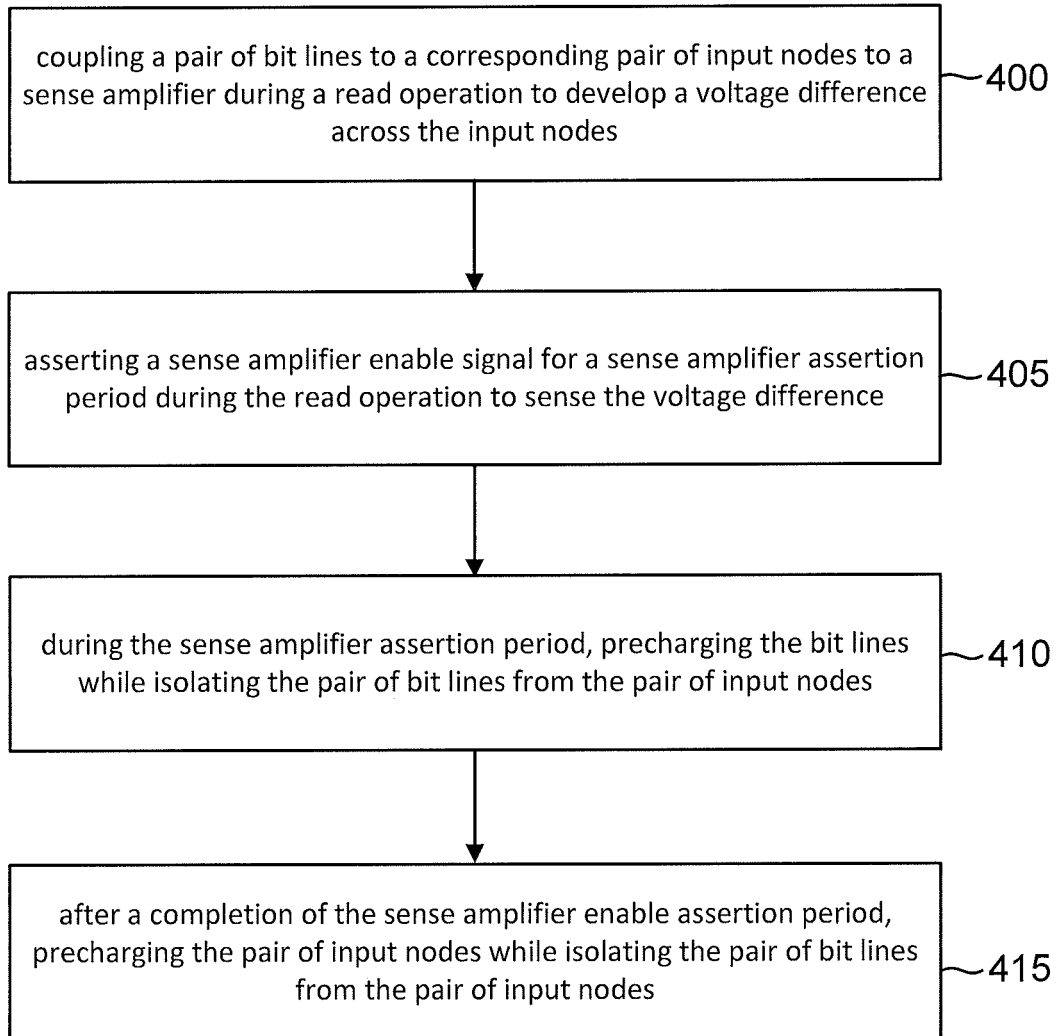 coupling a pair of bit lines to a corresponding pair of input nodes to a
sense amplifier during a read operation to develop a voltage difference
across the input nodes
400
asserting a sense amplifier enable signal for a sense amplifier assertion
period during the read operation to sense the voltage difference
405
during the sense amplifier assertion period, precharging the bit lines
while isolating the pair of bit lines from the pair of input nodes
410
after a completion of the sense amplifier enable assertion period,
precharging the pair of input nodes while isolating the pair of bit lines
from the pair of input nodes
415